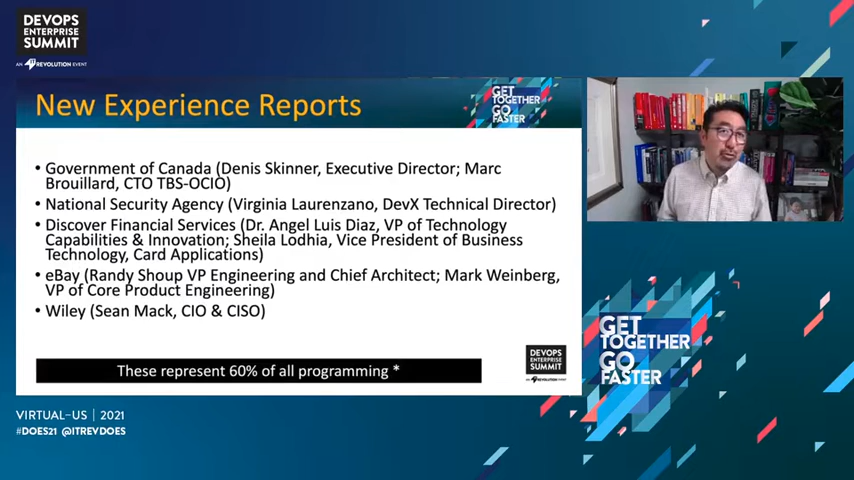 DEVOPS
ENTERPRISE
SUMMIT
AN IT REVOLUTION EVENT
New Experience Reports
GET
TOGETHER
GO
FASTER
• Government of Canada (Denis Skinner, Executive Director; Marc
Brouillard, CTO TBS-OCIO)
• National Security Agency (Virginia Laurenzano, DevX Technical Director)
• Discover Financial Services (Dr. Angel Luis Diaz, VP of Technology
Capabilities & Innovation; Sheila Lodhia, Vice President of Business
Technology, Card Applications)
• eBay (Randy Shoup VP Engineering and Chief Architect; Mark Weinberg,
VP of Core Product Engineering)
• Wiley (Sean Mack, CIO & CISO)
These represent 60% of all programming *
DEVOPS
ENTERPRISE
SUMMIT
GET
TOGETHER
GO
FASTER
VIRTUAL-US | 2021
#DOES21 @ITREVDOES